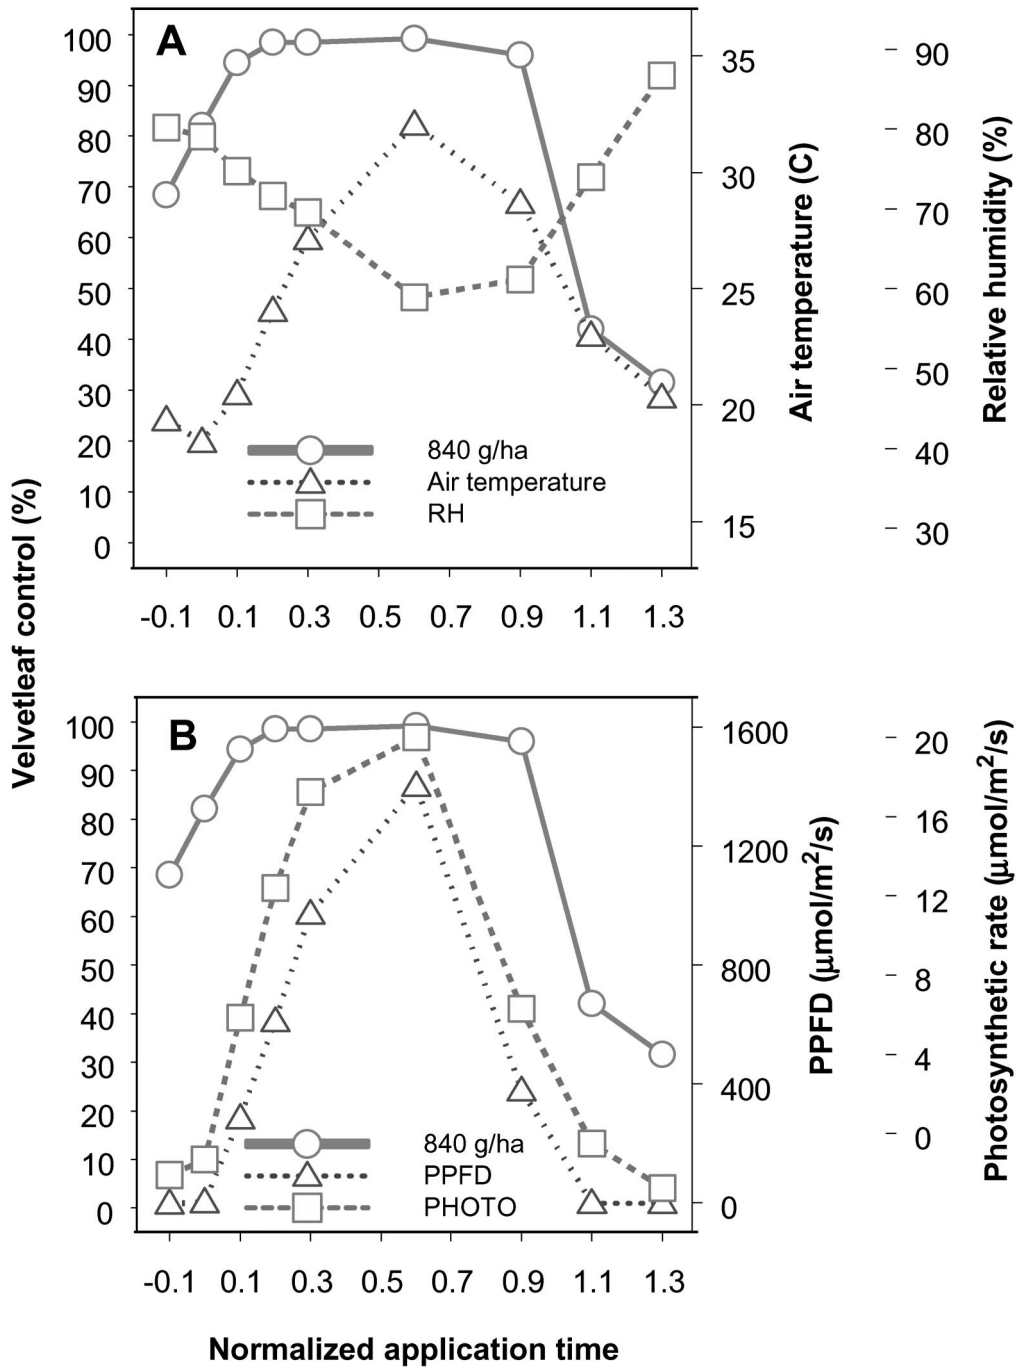 A
100
90
80
70
60
50
40
30
20
10
0
35
30
25
20
15
Air temperature (C)
90
80
70
60
50
40
30
Relative humidity (%)
840 g/ha
Air temperature
RH
-0.1 0.1 0.3 0.5 0.7 0.9 1.1 1.3
Velvetleaf control (%)
B
100
90
80
70
60
50
40
30
20
10
0
1600
1200
800
400
0
PPFD (μmol/m²/s)
20
16
12
8
4
0
Photosynthetic rate (μmol/m²/s)
840 g/ha
PPFD
PHOTO
-0.1 0.1 0.3 0.5 0.7 0.9 1.1 1.3
Normalized application time